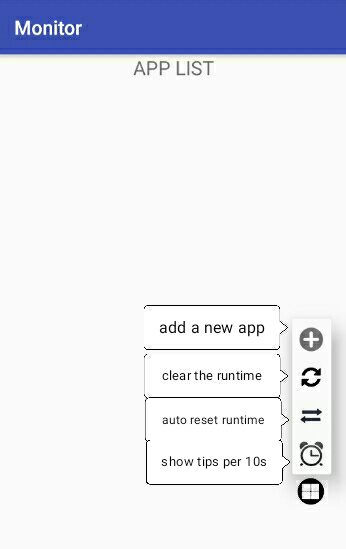 Monitor
APP LIST
add a new app
clear the runtime
auto reset runtime
show tips per 10s